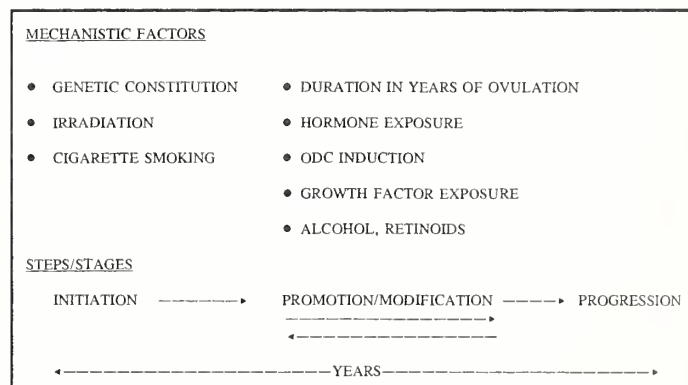 MECHANISTIC FACTORS
● GENETIC CONSTITUTION ● DURATION IN YEARS OF OVULATION
● IRRADIATION ● HORMONE EXPOSURE
● CIGARETTE SMOKING ● ODC INDUCTION
● GROWTH FACTOR EXPOSURE
● ALCOHOL, RETINOIDS
STEPS/STAGES
INITIATION PROMOTION/MODIFICATION PROGRESSION
YEARS